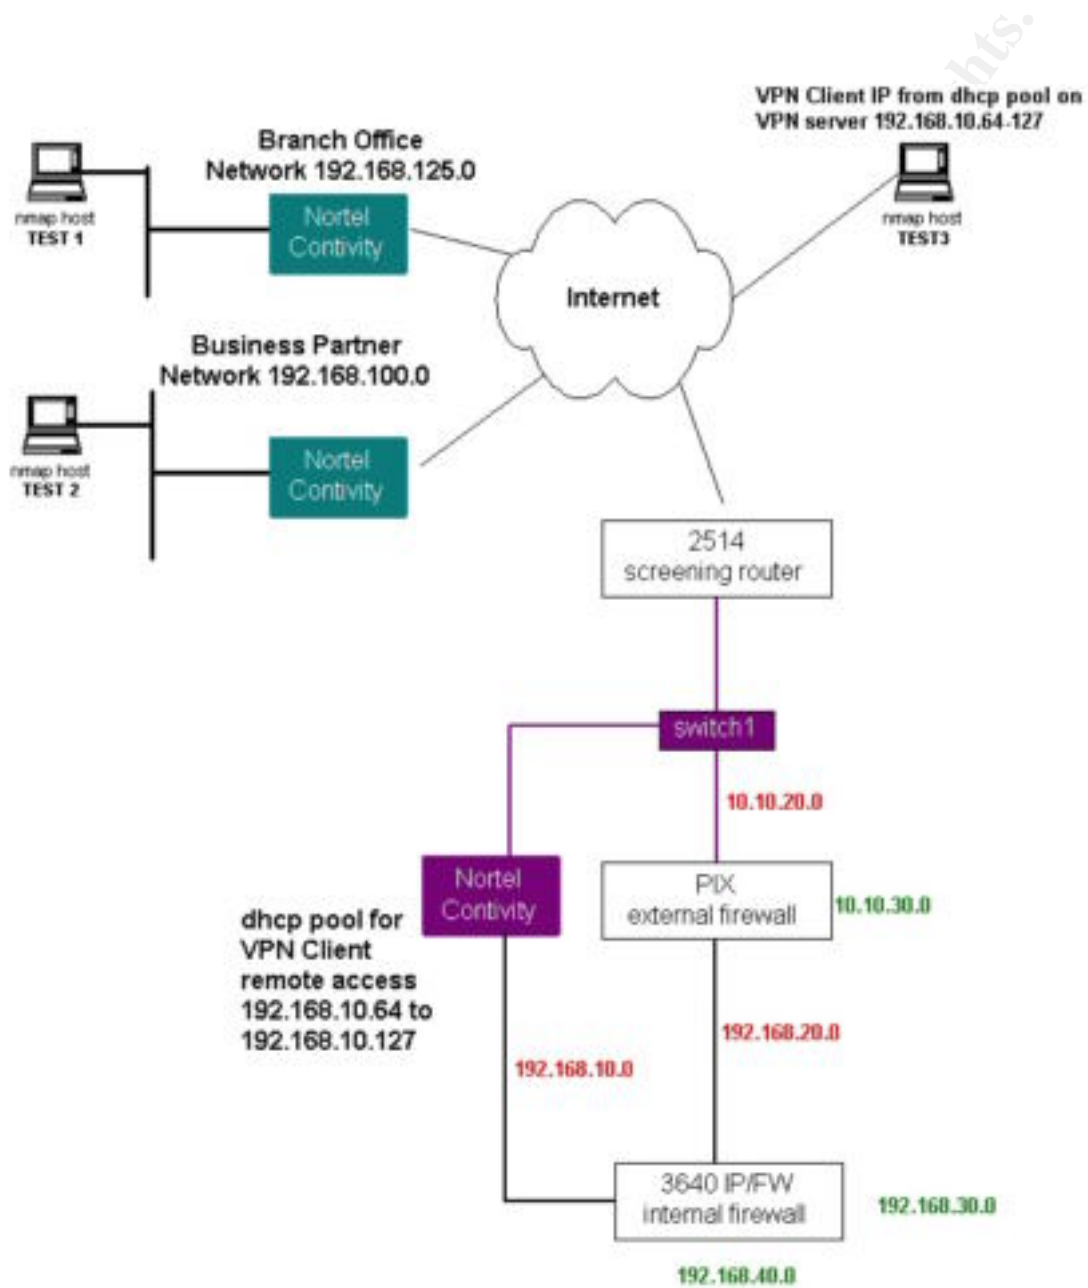 hts.
VPN Client IP from dhcp pool on
VPN server 192.168.10.64-127
Branch Office
Network 192.168.125.0
nmap host
TEST 1
Nortel
Contivity
Internet
nmap host
TEST3
Business Partner
Network 192.168.100.0
nmap host
TEST 2
Nortel
Contivity
2514
screening router
switch1
10.10.20.0
Nortel
Contivity
PIX
external firewall
10.10.30.0
dhcp pool for
VPN Client
remote access
192.168.10.64 to
192.168.10.127
192.168.20.0
192.168.10.0
3640 IP/FW
internal firewall
192.168.30.0
192.168.40.0